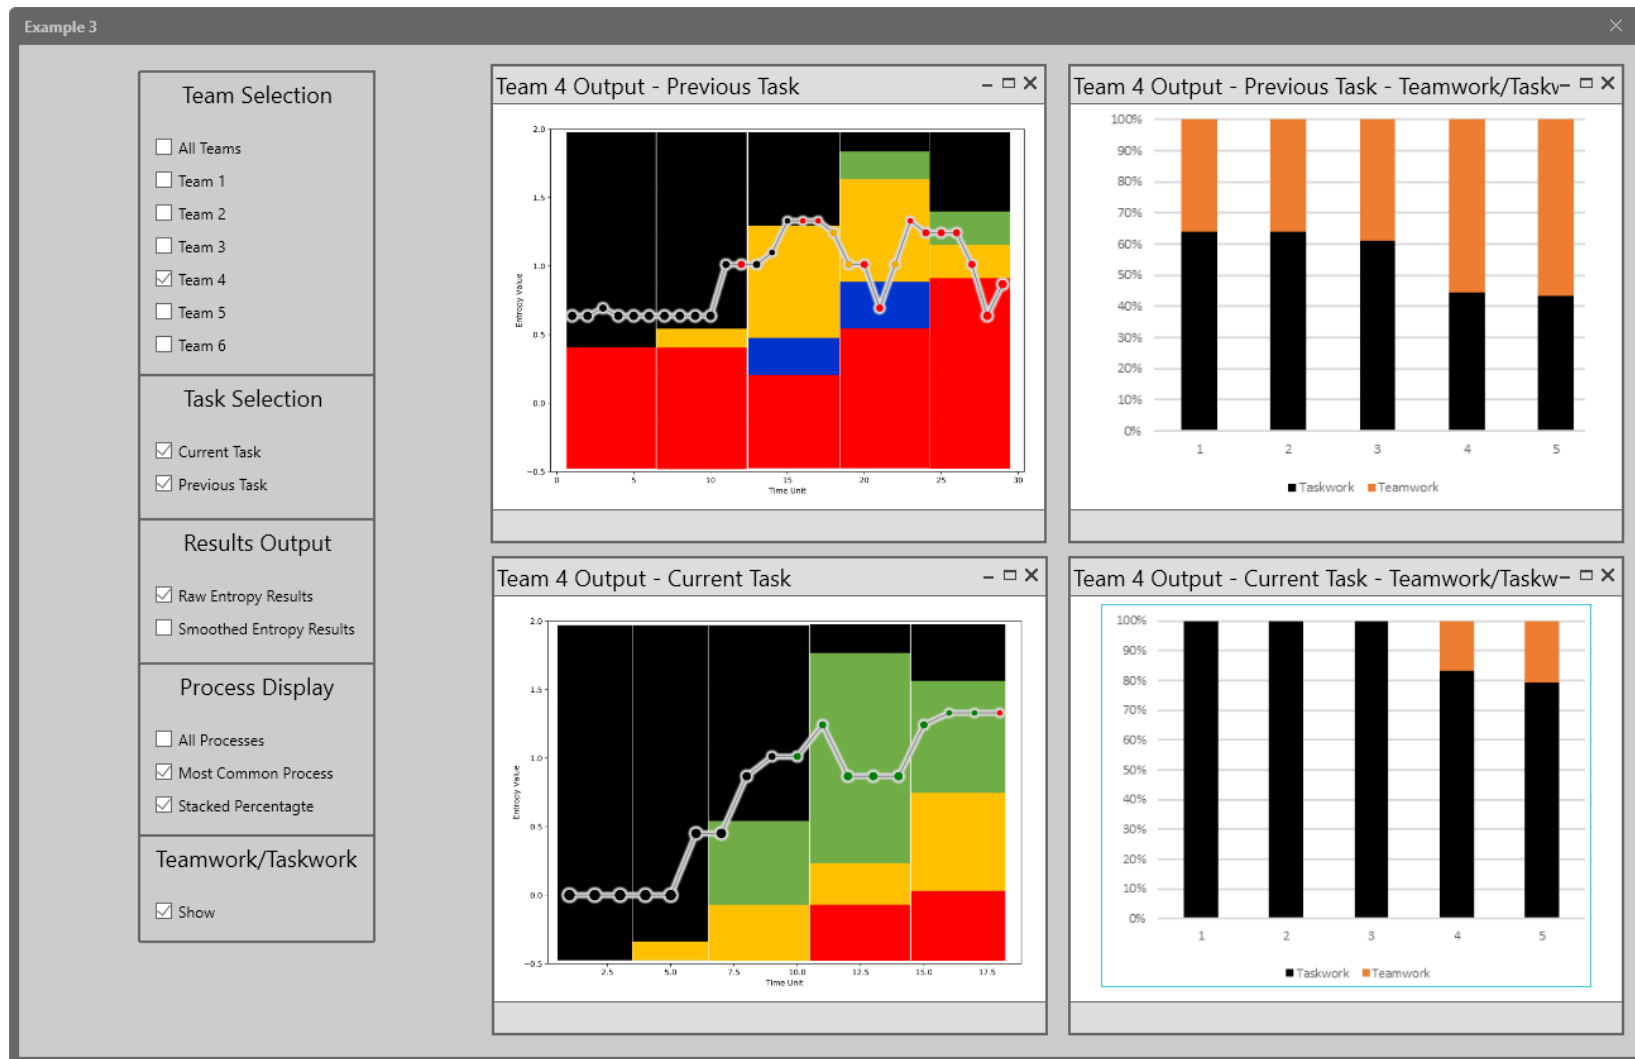 Example 3
Team Selection
All Teams
Team 1
Team 2
Team 3
Team 4
Team 5
Team 6
Task Selection
Current Task
Previous Task
Results Output
Raw Entropy Results
Smoothed Entropy Results
Process Display
All Processes
Most Common Process
Stacked Percentagte
Teamwork/Taskwork
Show
Team 4 Output - Previous Task
2.0
1.5
1.0
0.5
0.0
-0.5
Entropy Value
0 5 10 15 20 25 30
Time Unit
Team 4 Output - Previous Task - Teamwork/Taskv
100%
90%
80%
70%
60%
50%
40%
30%
20%
10%
0%
1 2 3 4 5
Taskwork Teamwork
Team 4 Output - Current Task
2.0
1.5
1.0
0.5
0.0
-0.5
Entropy Value
2.5 5.0 7.5 10.0 12.5 15.0 17.5
Time Unit
Team 4 Output - Current Task - Teamwork/Taskw
100%
90%
80%
70%
60%
50%
40%
30%
20%
10%
0%
1 2 3 4 5
Taskwork Teamwork